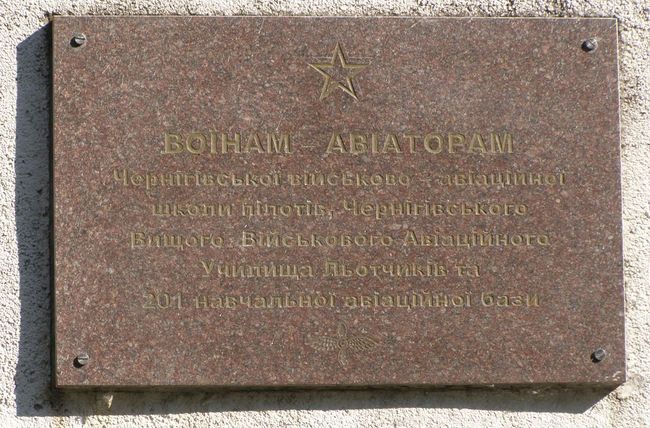 ВОЇНАМ – АВІАТОРАМ
Чернігівської військово – авіаційної
школи пілотів, Чернігівського
Вищого Військового Авіаційного
Училища Льотчиків та
201 навчальної авіаційної бази